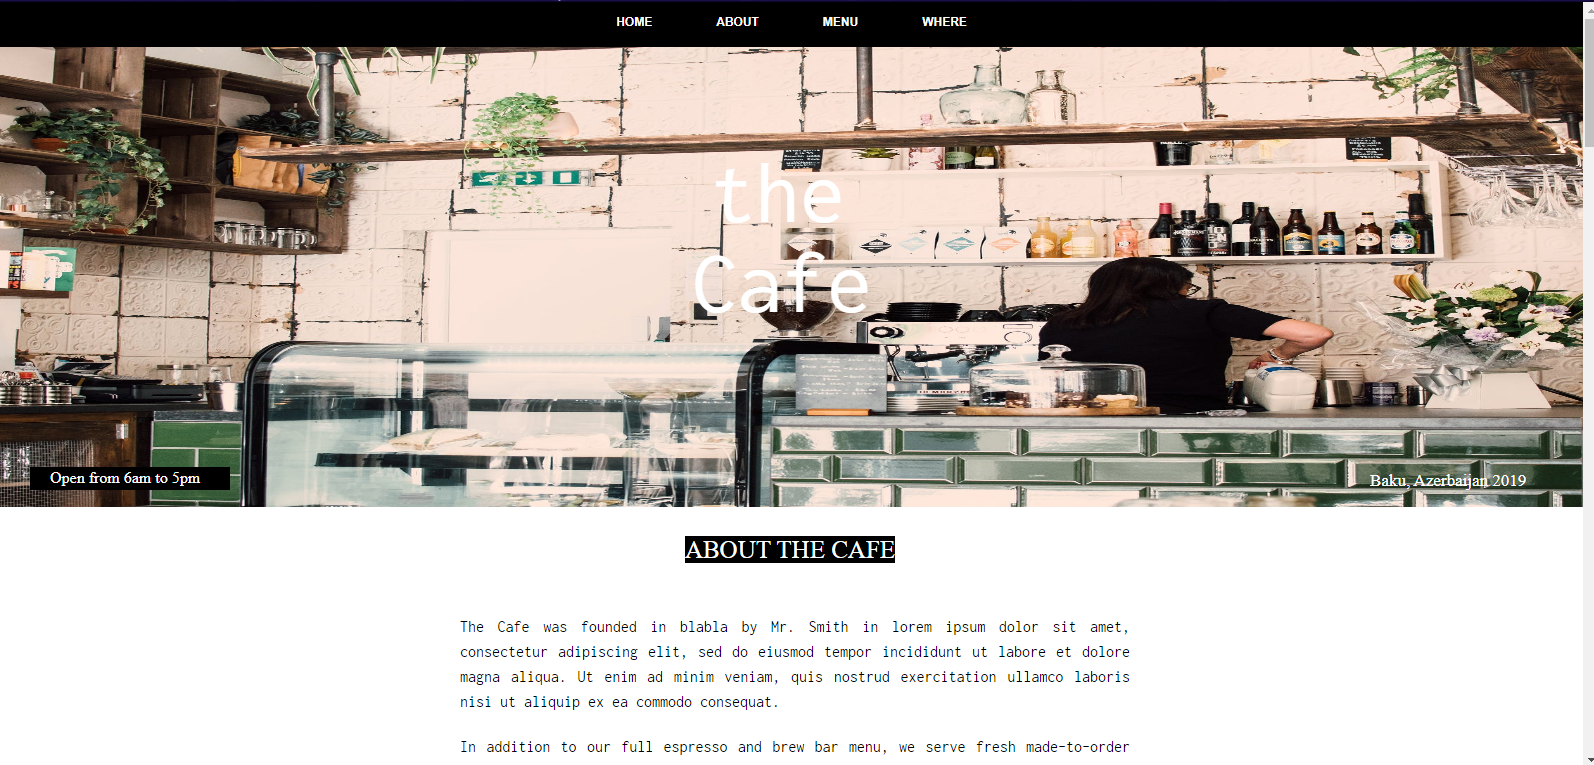 HOME ABOUT MENU WHERE
the
Cafe
Open from 6am to 5pm
Baku, Azerbaijan 2019
ABOUT THE CAFE
The Cafe was founded in blabla by Mr. Smith in lorem ipsum dolor sit amet,
consectetur adipiscing elit, sed do eiusmod tempor incididunt ut labore et dolore
magna aliqua. Ut enim ad minim veniam, quis nostrud exercitation ullamco laboris
nisi ut aliquip ex ea commodo consequat.
In addition to our full espresso and brew bar menu, we serve fresh made-to-order